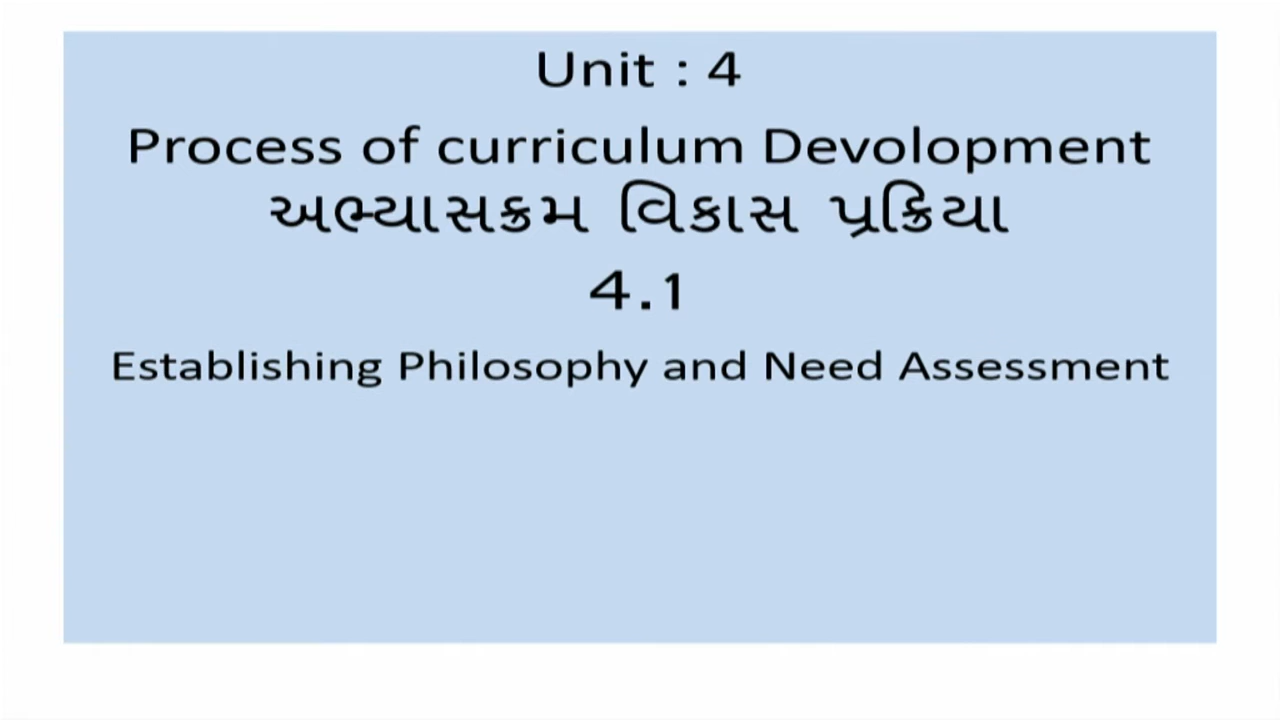 Unit : 4
Process of curriculum Devolopment
અભ્યાસક્રમ વિકાસ પ્રક્રિયા
4.1
Establishing Philosophy and Need Assessment